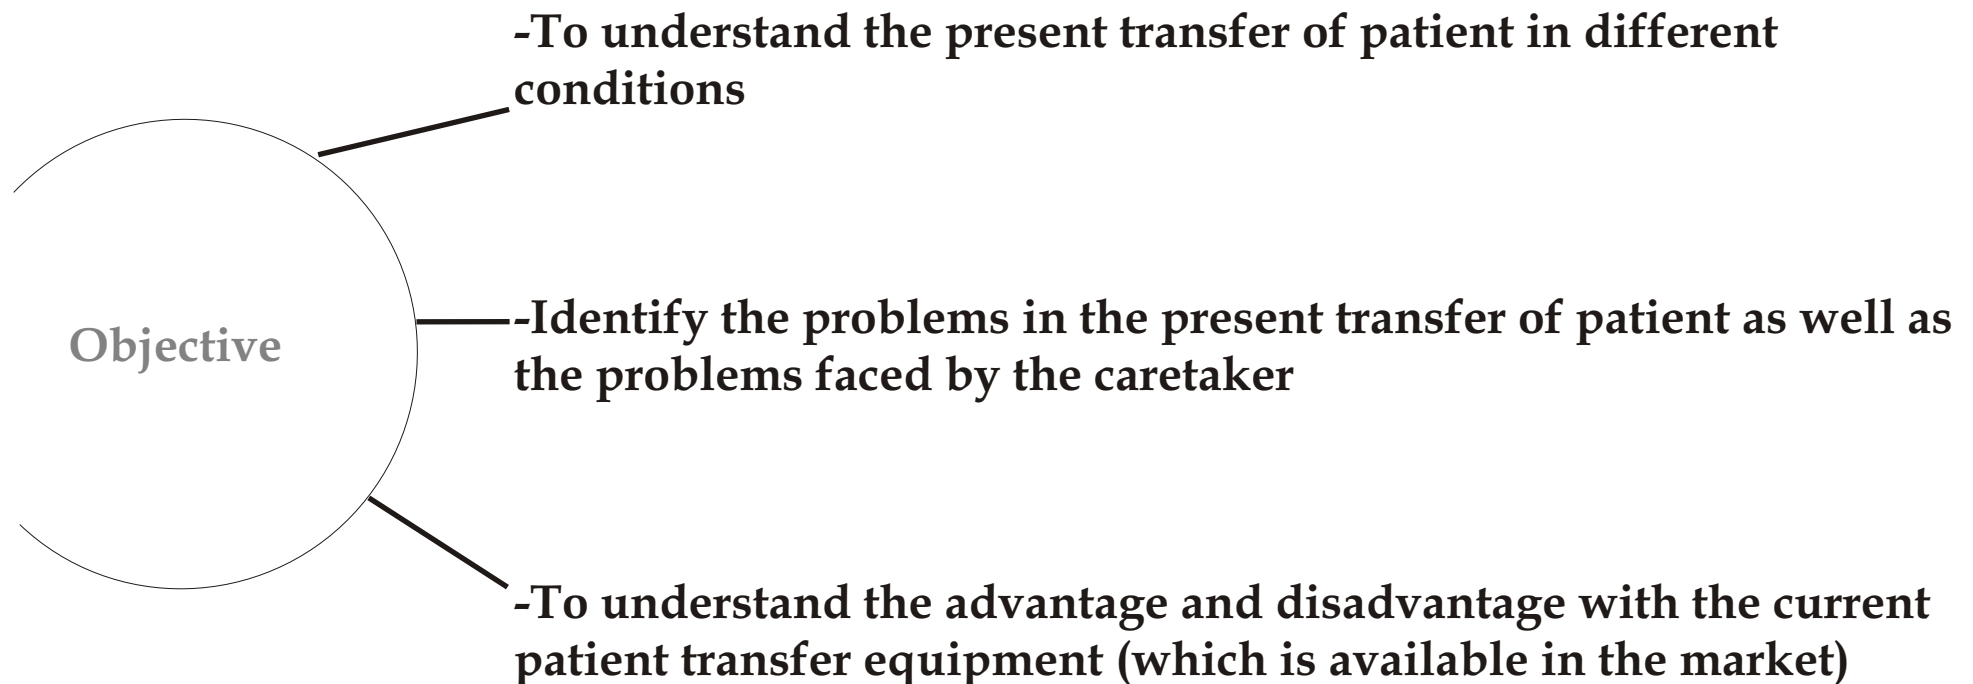 -To understand the present transfer of patient in different
conditions
Objective
-Identify the problems in the present transfer of patient as well as
the problems faced by the caretaker
-To understand the advantage and disadvantage with the current
patient transfer equipment (which is available in the market)